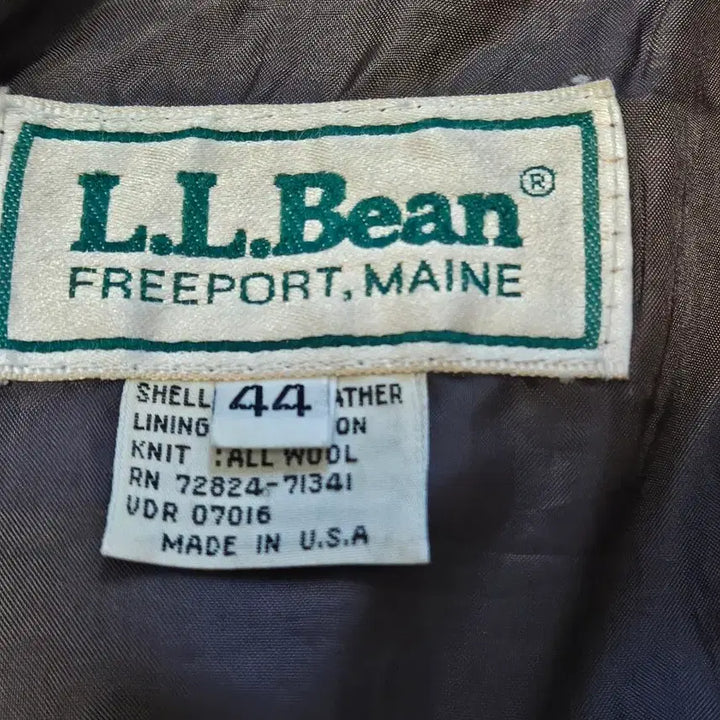 L.L.Bean®
FREEPORT, MAINE
44
SHELL ATHER
LINING ON
KNIT :ALL WOOL
RN 72824-71341
VDR 07016
MADE IN U.S.A